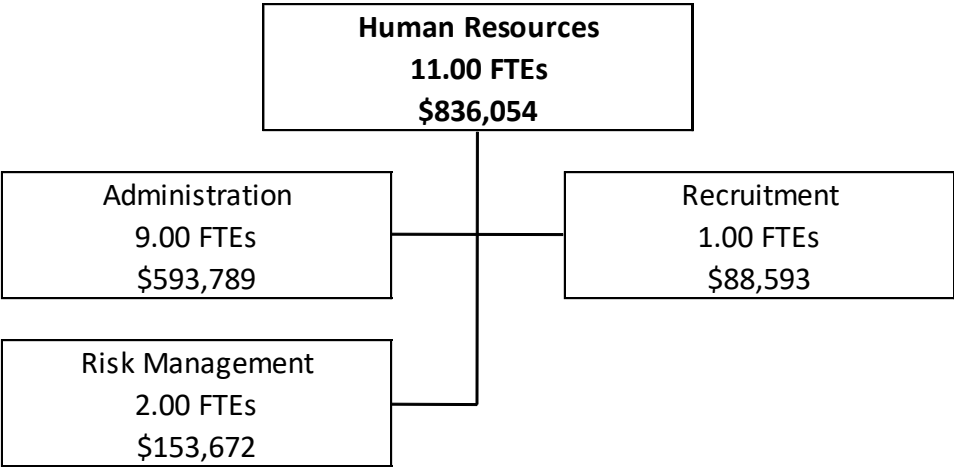 Human Resources
11.00 FTEs
$836,054
Administration
9.00 FTEs
$593,789
Recruitment
1.00 FTEs
$88,593
Risk Management
2.00 FTEs
$153,672